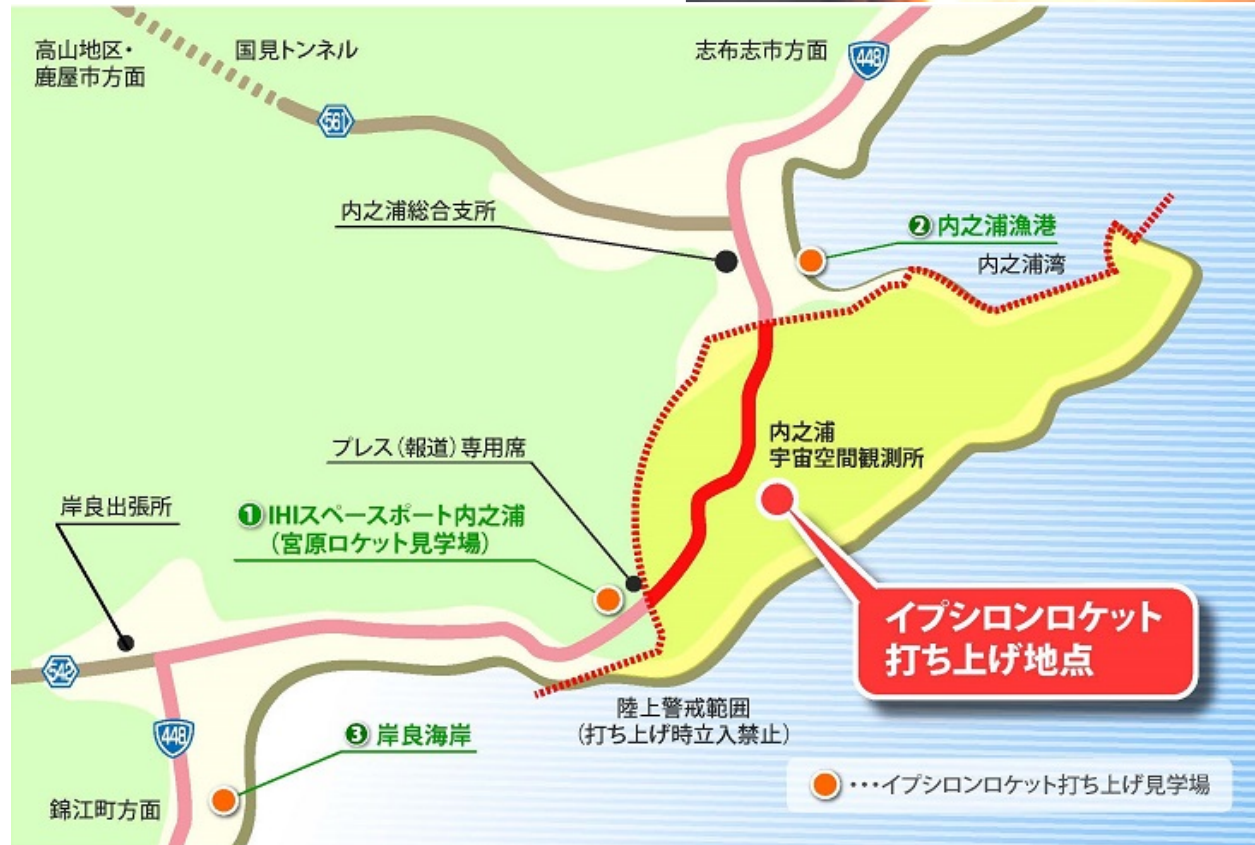 高山地区・
鹿屋市方面
国見トンネル
志布志市方面
448
561
内之浦総合支所
❷ 内之浦漁港
内之浦湾
内之浦
宇宙空間観測所
プレス（報道）専用席
岸良出張所
❶ IHIスペースポート内之浦
（宮原ロケット見学場）
イプシロンロケット
打ち上げ地点
542
陸上警戒範囲
（打ち上げ時立入禁止）
448
❸ 岸良海岸
錦江町方面
・・・イプシロンロケット打ち上げ見学場